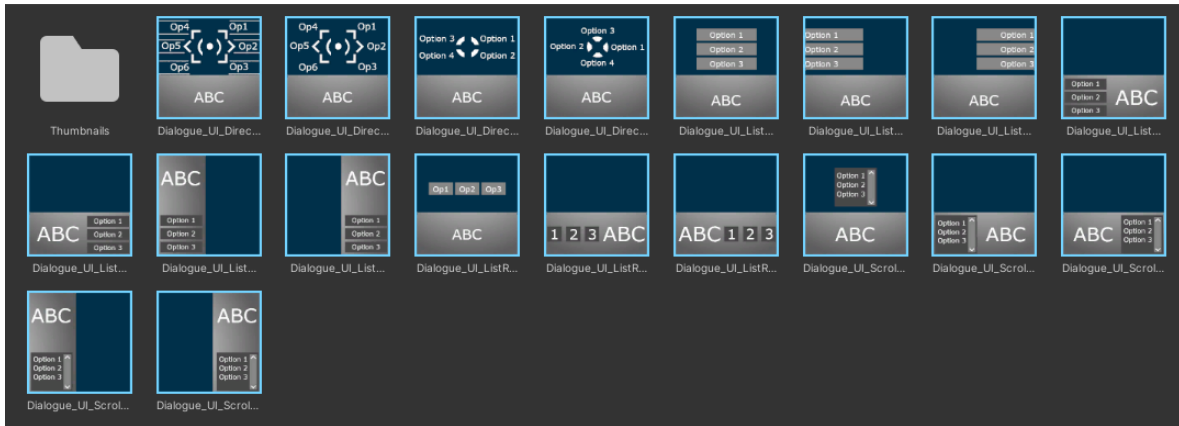 Thumbnails
Op4 Op1
Op5 Op2
Op6 Op3
ABC
Dialogue_UI_Direc...
Op4 Op1
Op5 Op2
Op6 Op3
ABC
Dialogue_UI_Direc...
Option 3 Option 1
Option 4 Option 2
ABC
Dialogue_UI_Direc...
Option 3
Option 2 Option 1
Option 4
ABC
Dialogue_UI_Direc...
Option 1
Option 2
Option 3
ABC
Dialogue_UI_List...
Option 1
Option 2
Option 3
ABC
Dialogue_UI_List...
Option 1
Option 2
Option 3
ABC
Dialogue_UI_List...
Option 1
Option 2
Option 3
ABC
Dialogue_UI_List...
ABC
Option 1
Option 2
Option 3
Dialogue_UI_List...
ABC
Option 1
Option 2
Option 3
Dialogue_UI_List...
ABC
Option 1
Option 2
Option 3
Dialogue_UI_List...
Op1 Op2 Op3
ABC
Dialogue_UI_ListR...
1 2 3 ABC
Dialogue_UI_ListR...
ABC 1 2 3
Dialogue_UI_ListR...
Option 1
Option 2
Option 3
ABC
Dialogue_UI_Scrol...
Option 1
Option 2
Option 3
ABC
Dialogue_UI_Scrol...
ABC
Option 1
Option 2
Option 3
Dialogue_UI_Scrol...
ABC
Option 1
Option 2
Option 3
Dialogue_UI_Scrol...
ABC
Option 1
Option 2
Option 3
Dialogue_UI_Scrol...